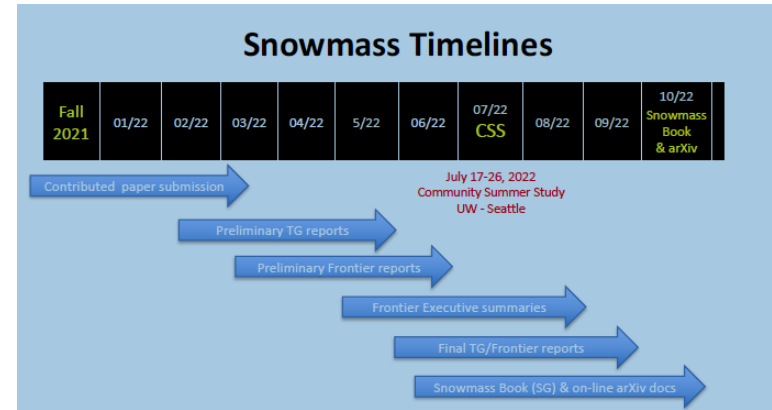 Snowmass Timelines
Fall
2021
01/22
02/22
03/22
04/22
5/22
06/22
07/22
CSS
08/22
09/22
10/22
Snowmass
Book
& arXiv
July 17-26, 2022
Community Summer Study
UW - Seattle
Contributed paper submission
Preliminary TG reports
Preliminary Frontier reports
Frontier Executive summaries
Final TG/Frontier reports
Snowmass Book (SG) & on-line arXiv docs